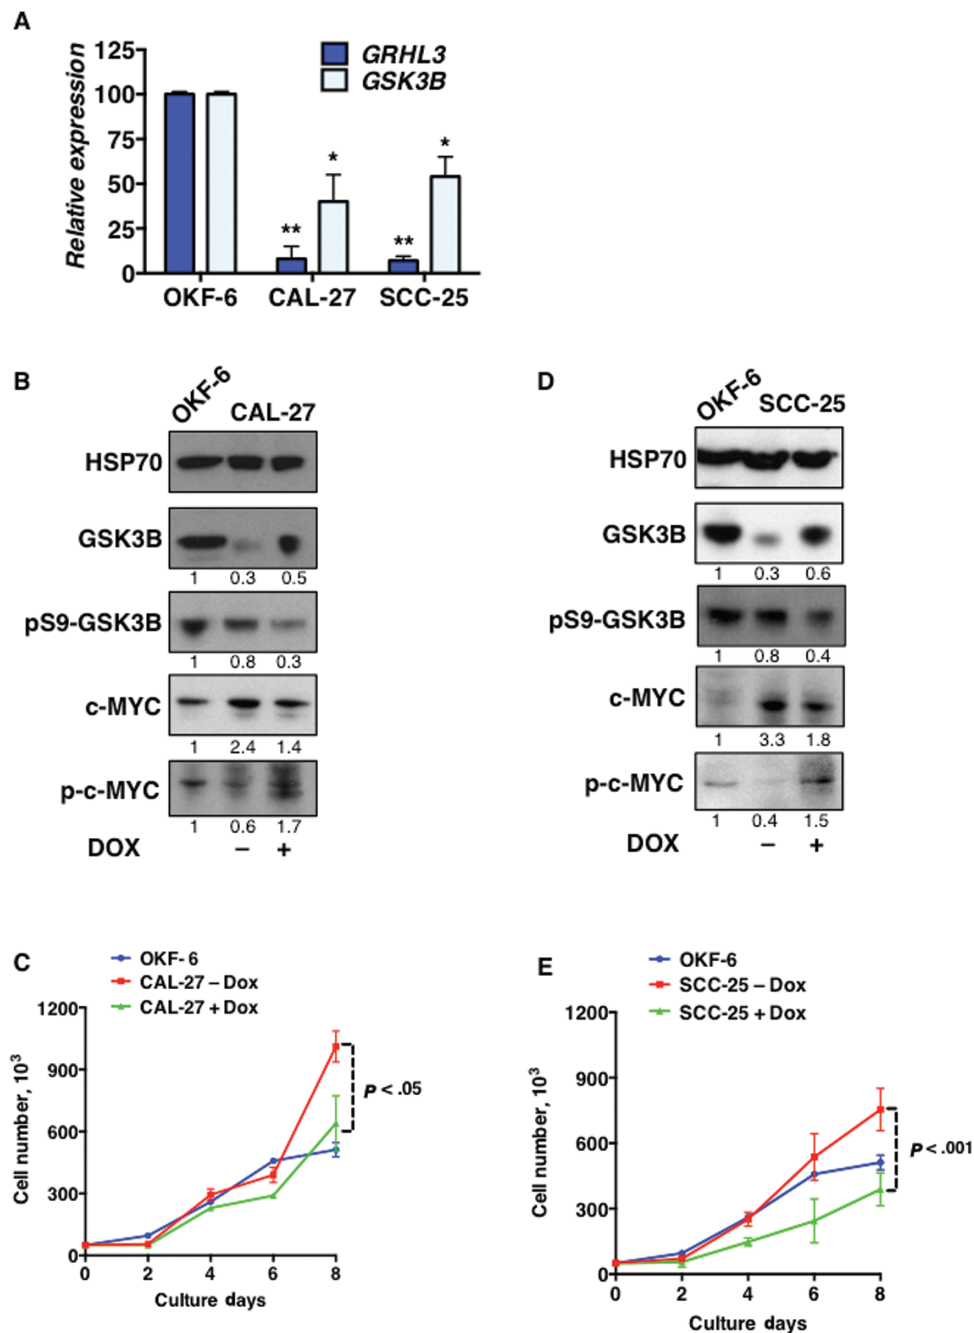 A
Relative expression
125
100
75
50
25
0
GRHL3
GSK3B
**
*
**
*
OKF-6 CAL-27 SCC-25
B
OKF-6
CAL-27
HSP70
GSK3B
1 0.3 0.5
pS9-GSK3B
1 0.8 0.3
c-MYC
1 2.4 1.4
p-c-MYC
1 0.6 1.7
DOX – +
D
OKF-6
SCC-25
HSP70
GSK3B
1 0.3 0.6
pS9-GSK3B
1 0.8 0.4
c-MYC
1 3.3 1.8
p-c-MYC
1 0.4 1.5
DOX – +
C
OKF- 6
CAL-27 – Dox
CAL-27 + Dox
Cell number, 10³
1200
900
600
300
0
P < .05
0 2 4 6 8
Culture days
E
OKF-6
SCC-25 – Dox
SCC-25 + Dox
Cell number, 10³
1200
900
600
300
0
P < .001
0 2 4 6 8
Culture days